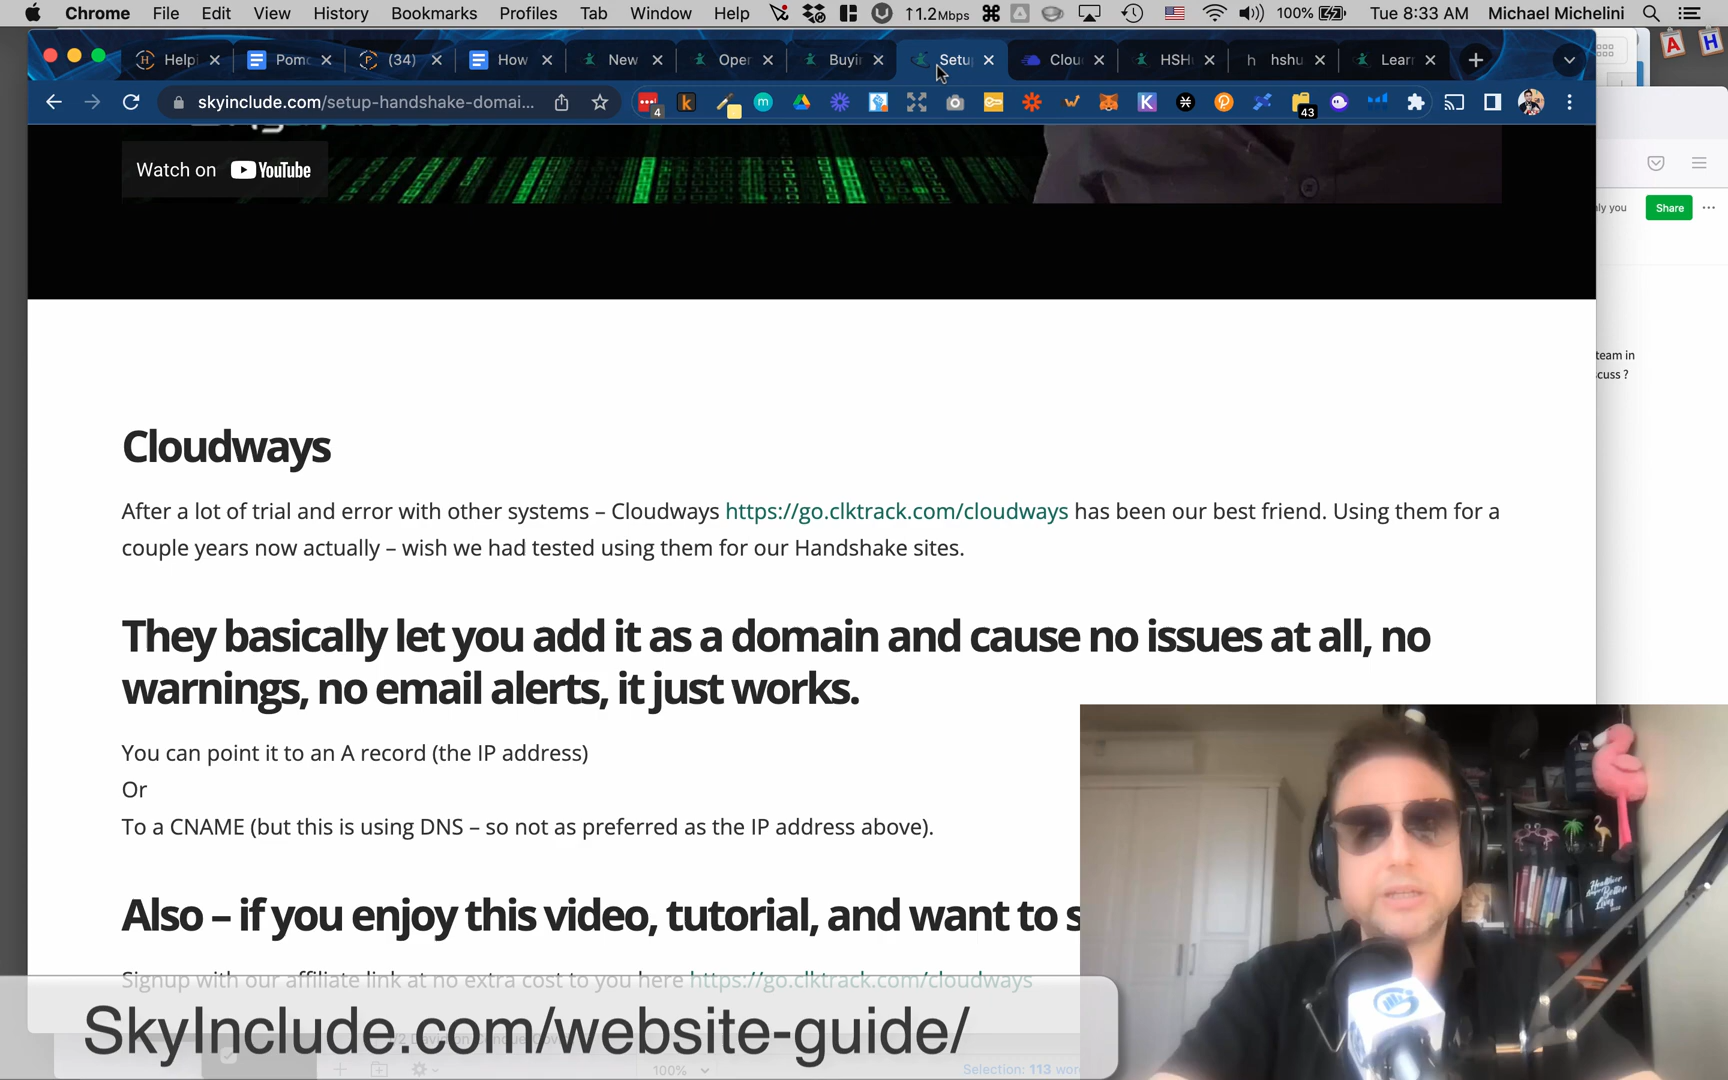 Chrome File Edit View History Bookmarks Profiles Tab Window Help 1.2Mbps 100% Tue 8:33 AM Michael Michelini
Help Pomo (34) How New Open Buyin Setu Clou HSH hshu Lear
skyinclude.com/setup-handshake-domai...
4 43
Watch on YouTube
nly you Share
team in
cuss ?
Cloudways
After a lot of trial and error with other systems – Cloudways https://go.clktrack.com/cloudways has been our best friend. Using them for a
couple years now actually – wish we had tested using them for our Handshake sites.
They basically let you add it as a domain and cause no issues at all, no
warnings, no email alerts, it just works.
You can point it to an A record (the IP address)
Or
To a CNAME (but this is using DNS – so not as preferred as the IP address above).
Also – if you enjoy this video, tutorial, and want to s
Signup with our affiliate link at no extra cost to you here https://go.clktrack.com/cloudways
SkyInclude.com/website-guide/
100% Selection: 113 wor